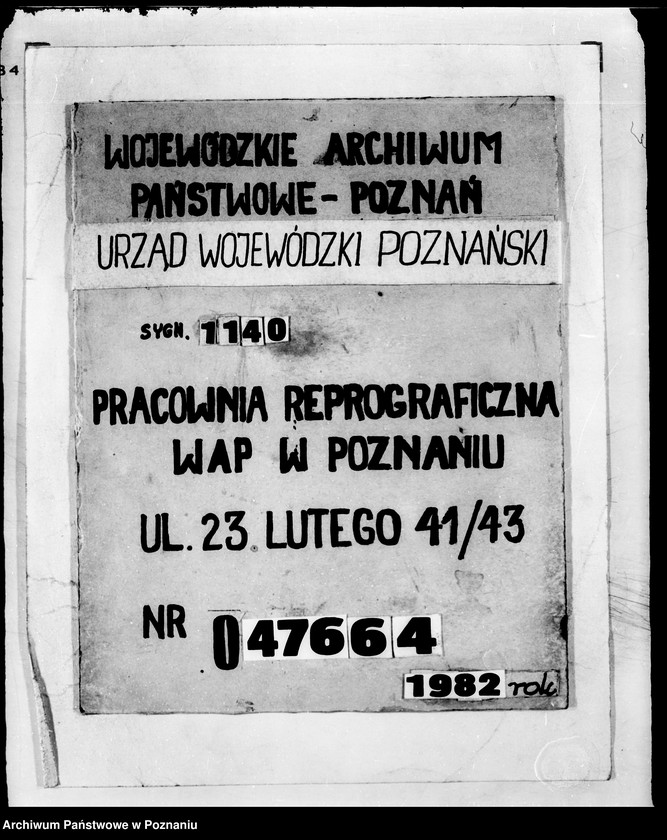 34
WOJEWÓDZKIE ARCHIWUM
PAŃSTWOWE - POZNAŃ
URZĄD WOJEWÓDZKI POZNAŃSKI
SYGN. 1140
PRACOWNIA REPROGRAFICZNA
WAP W POZNANIU
UL. 23 LUTEGO 41/43
NR 047664
1982 rok
Archiwum Państwowe w Poznaniu